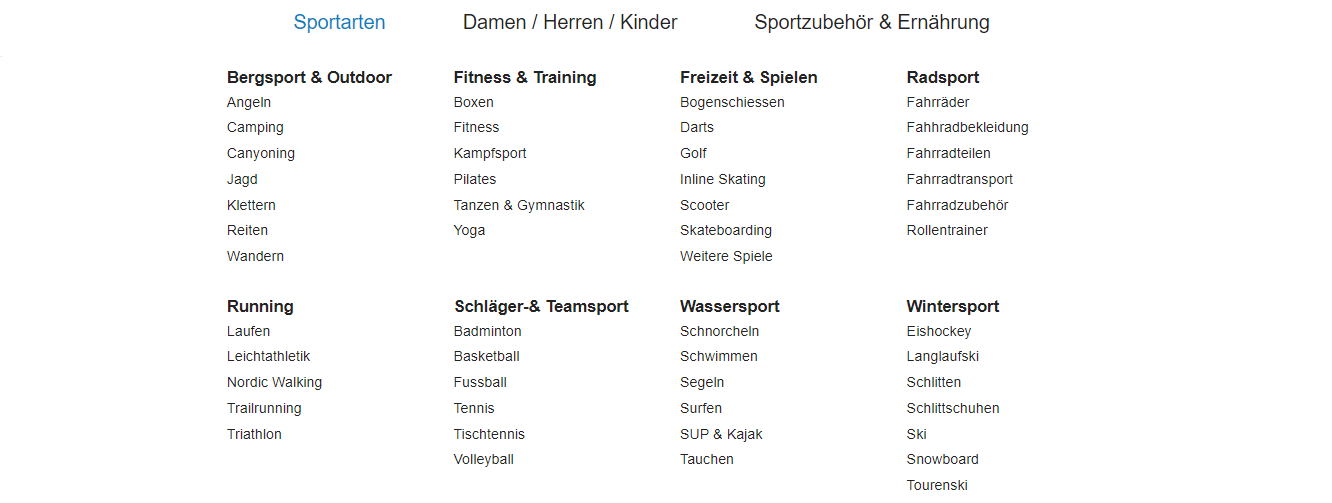 Sportarten
Damen / Herren / Kinder
Sportzubehör & Ernährung
Bergsport & Outdoor
Angeln
Camping
Canyoning
Jagd
Klettern
Reiten
Wandern
Fitness & Training
Boxen
Fitness
Kampfsport
Pilates
Tanzen & Gymnastik
Yoga
Freizeit & Spielen
Bogenschiessen
Darts
Golf
Inline Skating
Scooter
Skateboarding
Weitere Spiele
Radsport
Fahrräder
Fahhradbekleidung
Fahrradteilen
Fahrradtransport
Fahrradzubehör
Rollentrainer
Running
Laufen
Leichtathletik
Nordic Walking
Trailrunning
Triathlon
Schläger-& Teamsport
Badminton
Basketball
Fussball
Tennis
Tischtennis
Volleyball
Wassersport
Schnorcheln
Schwimmen
Segeln
Surfen
SUP & Kajak
Tauchen
Wintersport
Eishockey
Langlaufski
Schlitten
Schlittschuhen
Ski
Snowboard
Tourenski